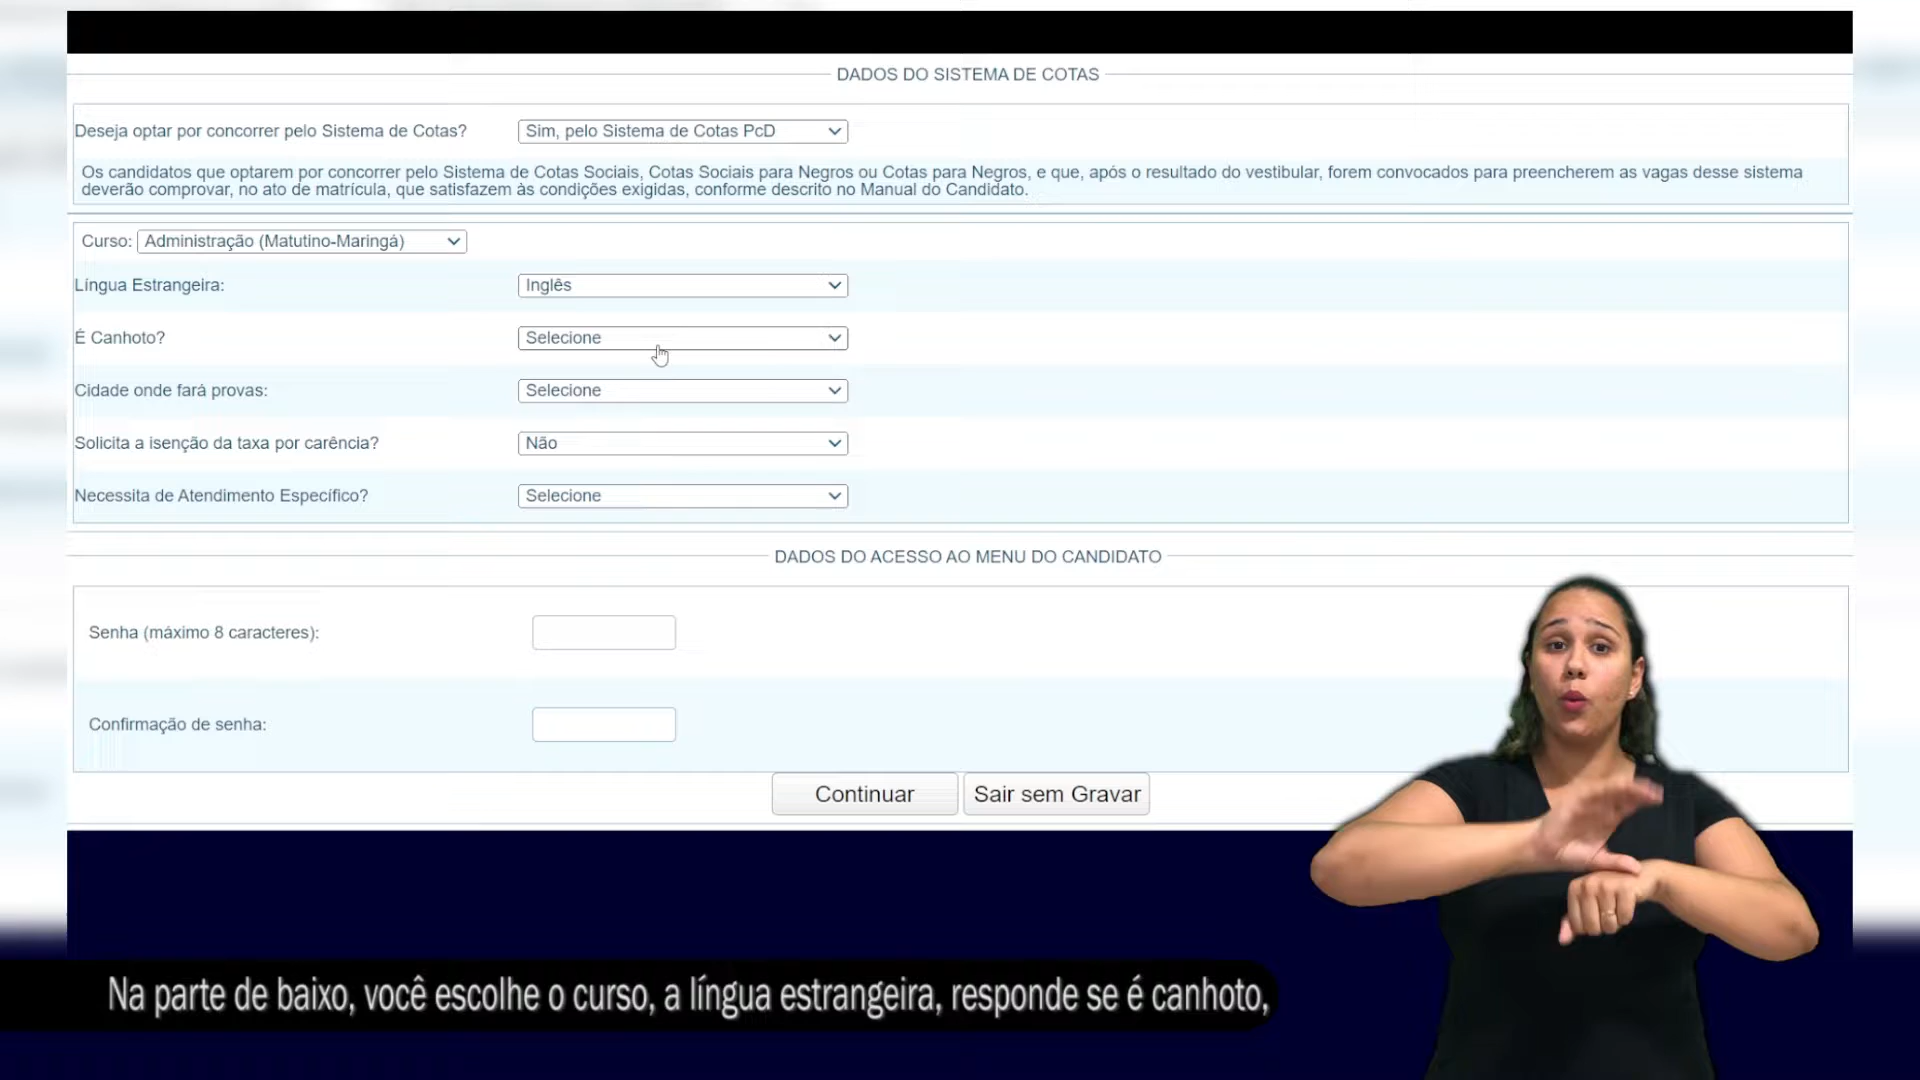 DADOS DO SISTEMA DE COTAS
Deseja optar por concorrer pelo Sistema de Cotas? Sim, pelo Sistema de Cotas PcD
Os candidatos que optarem por concorrer pelo Sistema de Cotas Sociais, Cotas Sociais para Negros ou Cotas para Negros, e que, após o resultado do vestibular, forem convocados para preencherem as vagas desse sistema
deverão comprovar, no ato de matrícula, que satisfazem às condições exigidas, conforme descrito no Manual do Candidato.
Curso: Administração (Matutino-Maringá)
Língua Estrangeira: Inglês
É Canhoto? Selecione
Cidade onde fará provas: Selecione
Solicita a isenção da taxa por carência? Não
Necessita de Atendimento Específico? Selecione
DADOS DO ACESSO AO MENU DO CANDIDATO
Senha (máximo 8 caracteres):
Confirmação de senha:
Continuar Sair sem Gravar
Na parte de baixo, você escolhe o curso, a língua estrangeira, responde se é canhoto,